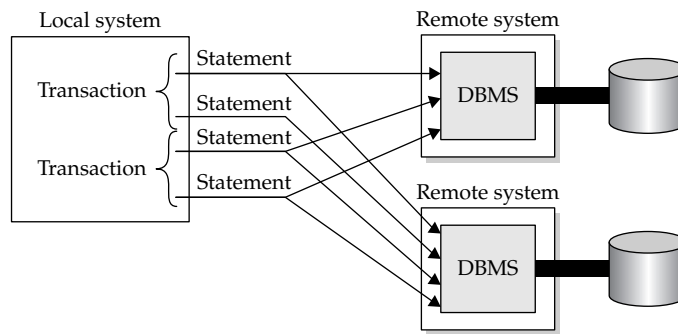 Local system
Transaction
Transaction
Statement
Statement
Statement
Statement
Remote system
DBMS
Remote system
DBMS